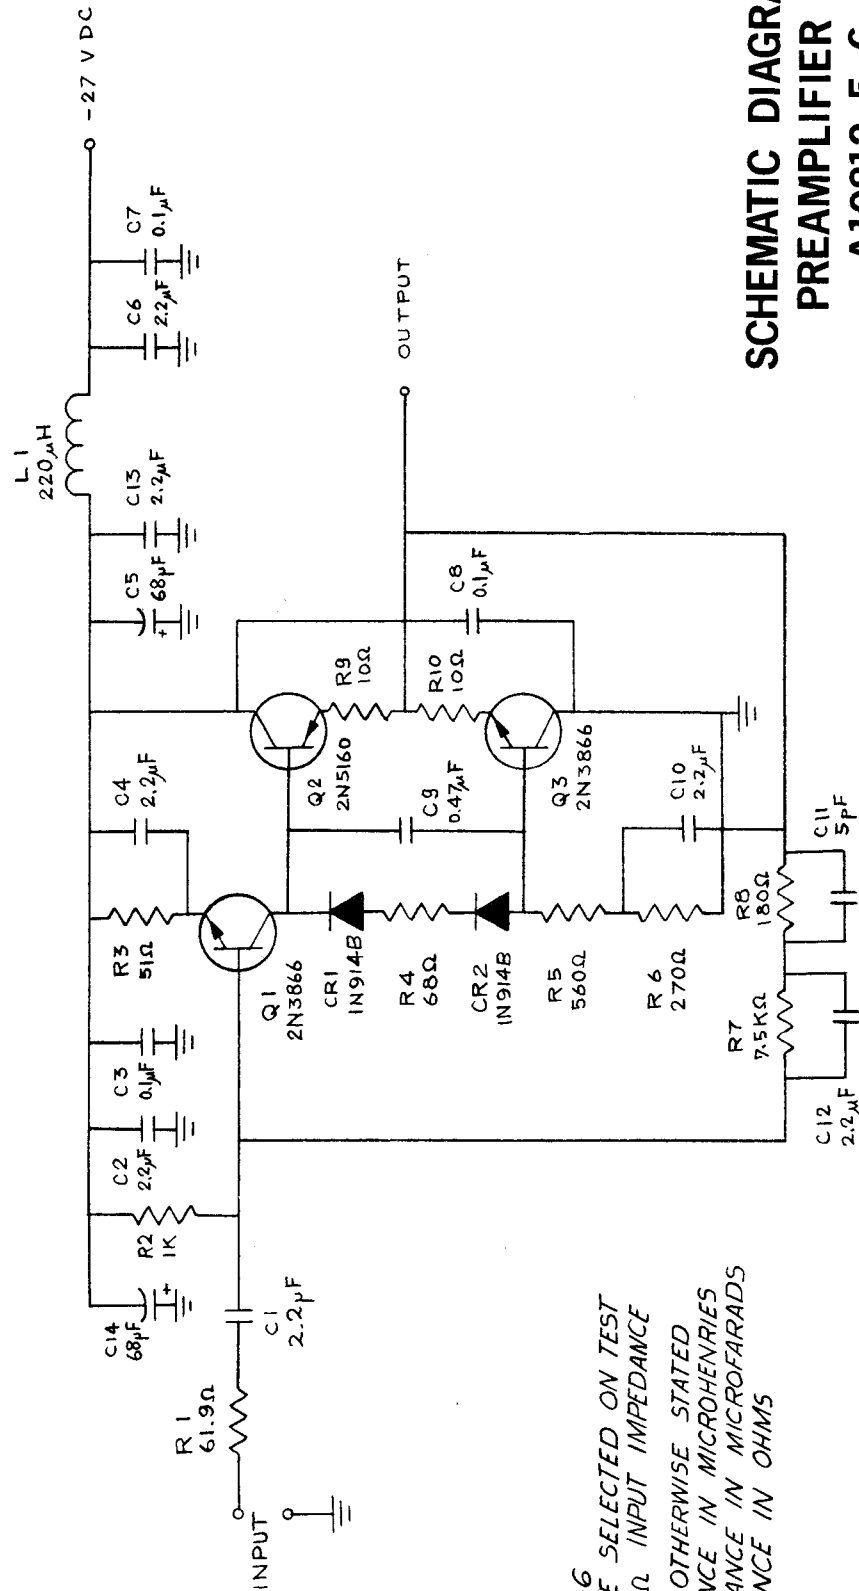 -27 V DC
L1
220μH
C7
0.1μF
C6
2.2μF
C13
2.2μF
C5
68μF
+
OUTPUT
C4
2.2μF
R3
51Ω
C3
0.1μF
C2
2.2μF
R2
1K
C14
68μF
+
Q1
2N3866
Q2
2N5160
R9
10Ω
R10
10Ω
C8
0.1μF
Q3
2N3866
C9
0.47μF
CR1
1N914B
R4
68Ω
CR2
1N914B
R5
560Ω
R6
270Ω
C10
2.2μF
R8
180Ω
C11
5pF
R7
7.5KΩ
C12
2.2μF
C1
2.2μF
R1
61.9Ω
INPUT
SELECTED ON TEST
Ω INPUT IMPEDANCE
OTHERWISE STATED
IN MICROHENRIES
IN MICROFARADS
IN OHMS
SCHEMATIC
PREAMPLIFIER